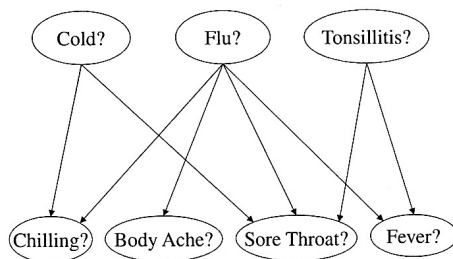 Cold?
Flu?
Tonsillitis?
Chilling?
Body Ache?
Sore Throat?
Fever?